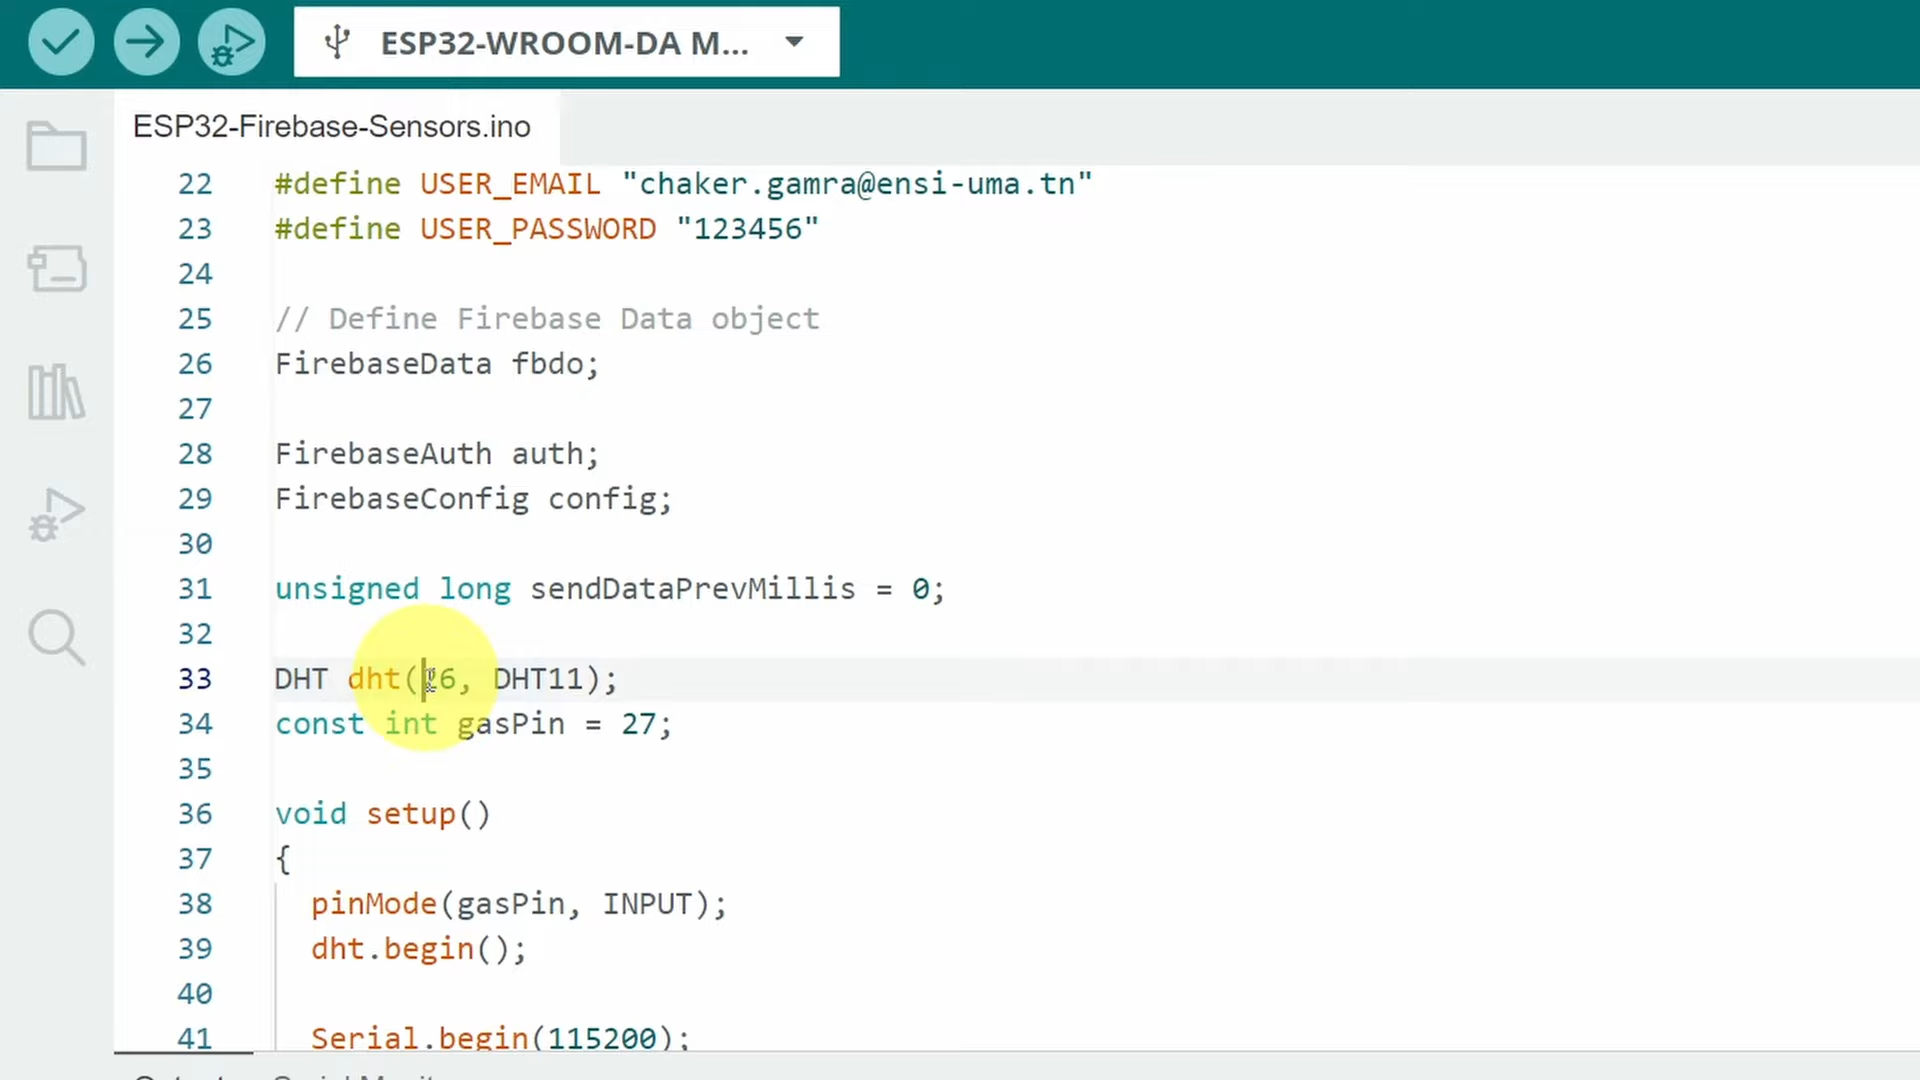 ESP32-WROOM-DA M...
ESP32-Firebase-Sensors.ino
22 #define USER_EMAIL "chaker.gamra@ensi-uma.tn"
23 #define USER_PASSWORD "123456"
24
25 // Define Firebase Data object
26 FirebaseData fbdo;
27
28 FirebaseAuth auth;
29 FirebaseConfig config;
30
31 unsigned long sendDataPrevMillis = 0;
32
33 DHT dht(26, DHT11);
34 const int gasPin = 27;
35
36 void setup()
37 {
38 pinMode(gasPin, INPUT);
39 dht.begin();
40
41 Serial.begin(115200);